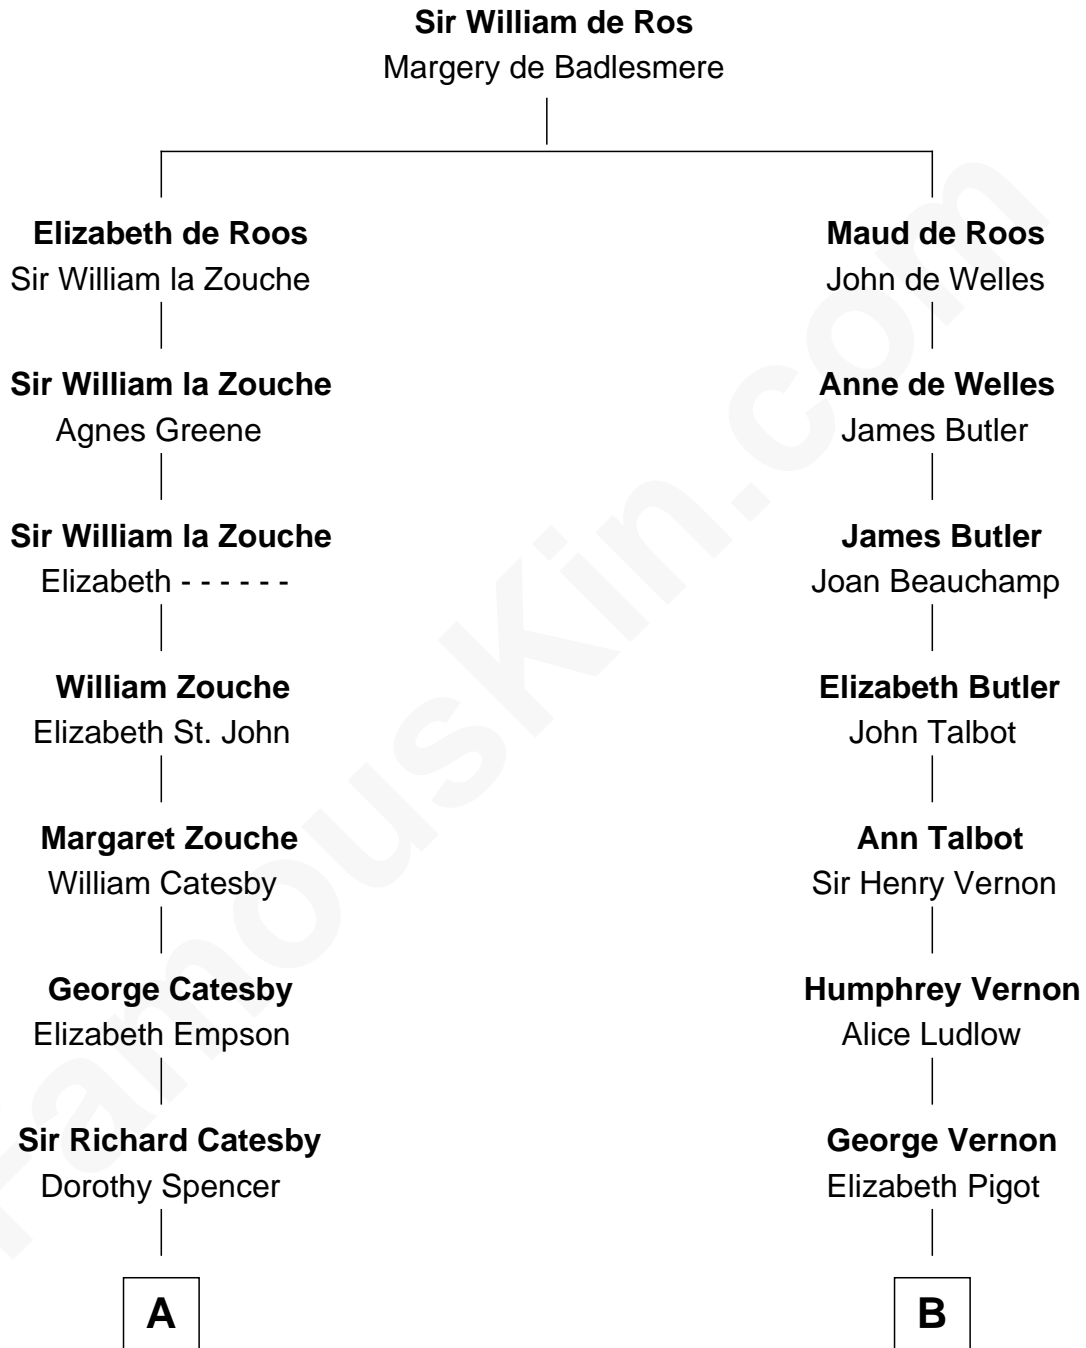 Sir William de Ros
Margery de Badlesmere
Elizabeth de Roos
Sir William la Zouche
Maud de Roos
John de Welles
Sir William la Zouche
Agnes Greene
Anne de Welles
James Butler
Sir William la Zouche
Elizabeth - - - - - -
James Butler
Joan Beauchamp
William Zouche
Elizabeth St. John
Elizabeth Butler
John Talbot
Margaret Zouche
William Catesby
Ann Talbot
Sir Henry Vernon
George Catesby
Elizabeth Empson
Humphrey Vernon
Alice Ludlow
Sir Richard Catesby
Dorothy Spencer
George Vernon
Elizabeth Pigot
A
B
FamousKin.com